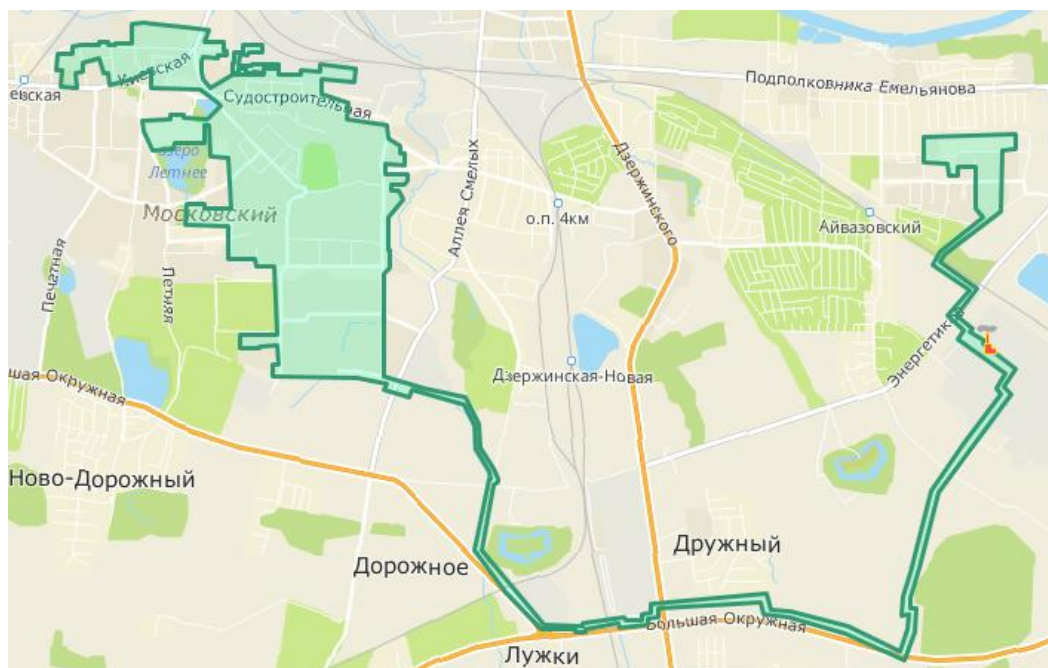 Киевская
евская
Судостроительная
Подполковника Емельянова
озеро
Летнее
Московский
Печатная
Летняя
Аллея Смелых
о.п. 4км
Дзержинского
Айвазовский
Энергетиков
Дзержинская-Новая
шая Окружная
Ново-Дорожный
Дорожное
Дружный
Большая Окружная
Лужки